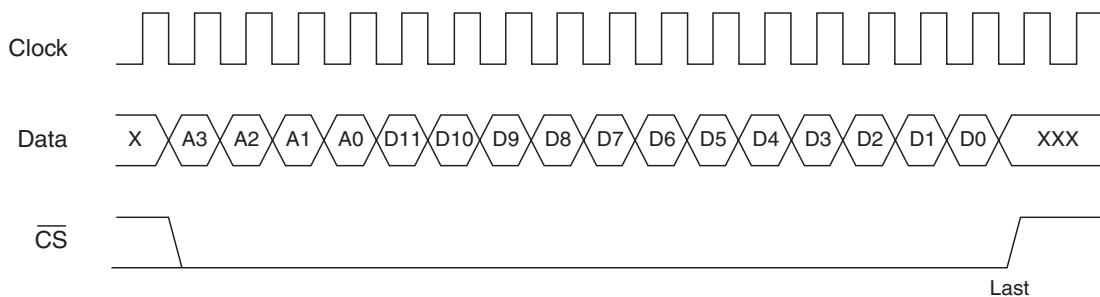 Clock
Data X A3 A2 A1 A0 D11 D10 D9 D8 D7 D6 D5 D4 D3 D2 D1 D0 XXX
C̅S̅
Last